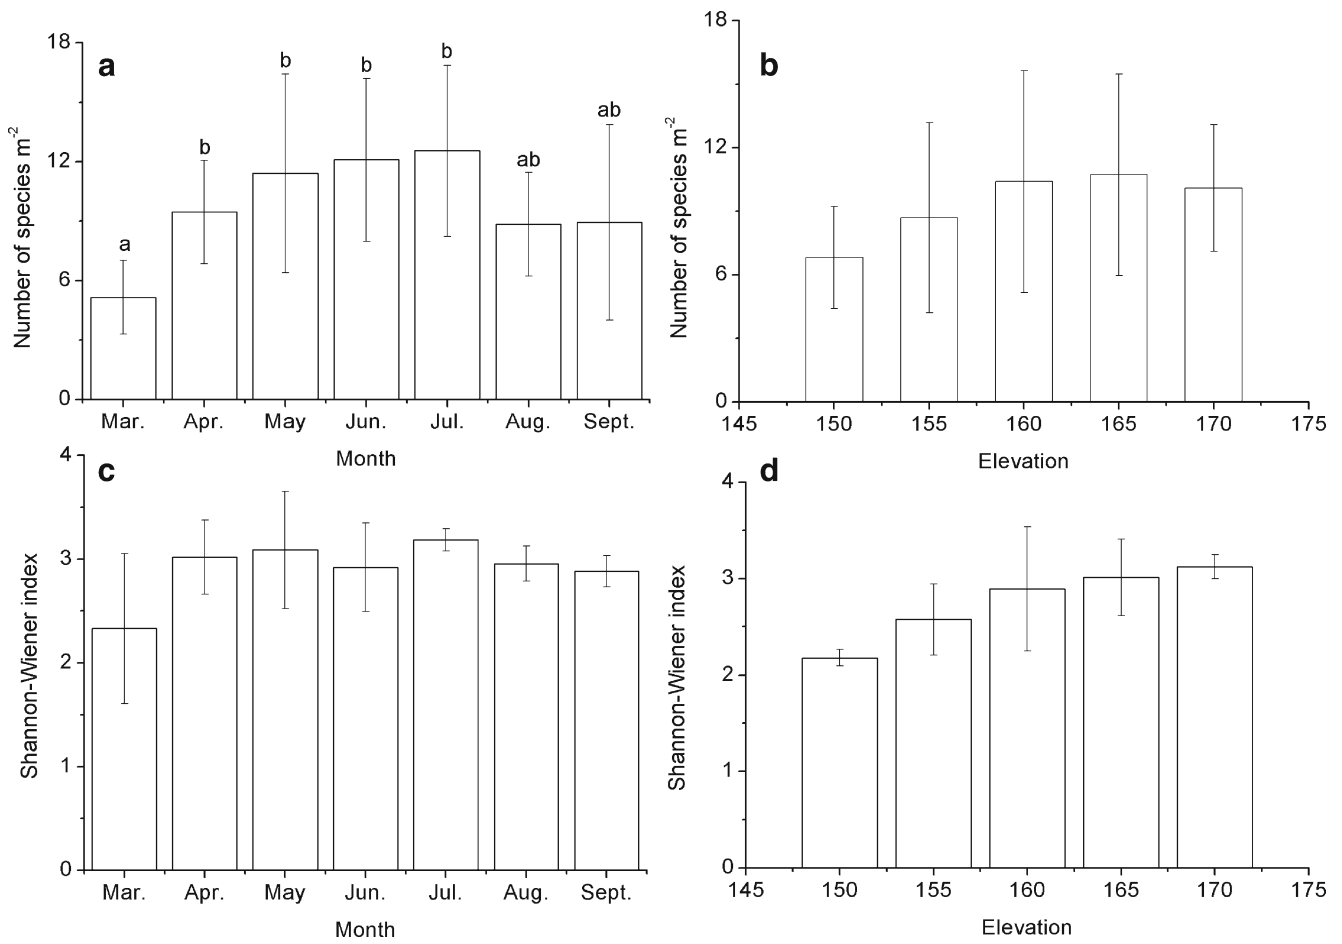 a
Number of species m-2
18
12
6
0
a
b
b
b
b
ab
ab
Mar. Apr. May Jun. Jul. Aug. Sept.
Month
b
Number of species m-2
18
12
6
0
145 150 155 160 165 170 175
Elevation
c
Shannon-Wiener index
4
3
2
1
0
Mar. Apr. May Jun. Jul. Aug. Sept.
Month
d
Shannon-Wiener index
4
3
2
1
0
145 150 155 160 165 170 175
Elevation